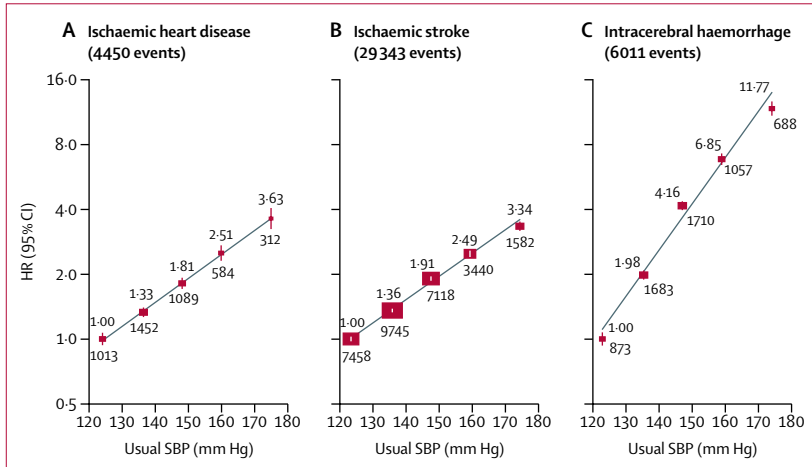 A Ischaemic heart disease
(4450 events)
B Ischaemic stroke
(29 343 events)
C Intracerebral haemorrhage
(6011 events)
HR (95% CI)
16·0
8·0
4·0
2·0
1·0
0·5
1·00
1013
1·33
1452
1·81
1089
2·51
584
3·63
312
120 130 140 150 160 170 180
Usual SBP (mm Hg)
1·00
7458
1·36
9745
1·91
7118
2·49
3440
3·34
1582
120 130 140 150 160 170 180
Usual SBP (mm Hg)
1·00
873
1·98
1683
4·16
1710
6·85
1057
11·77
688
120 130 140 150 160 170 180
Usual SBP (mm Hg)